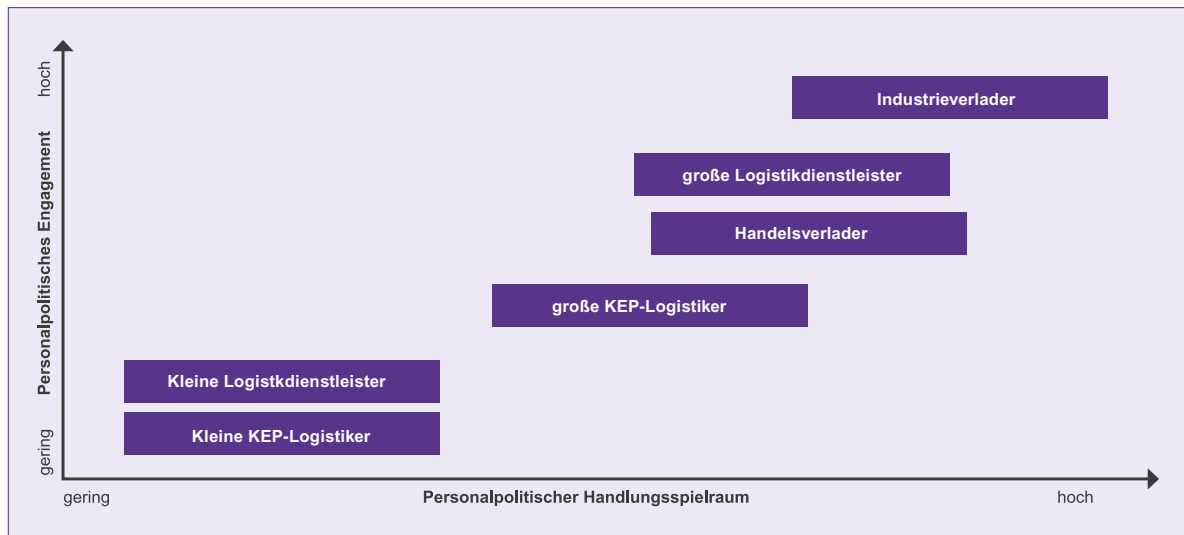 hoch
Personalpolitisches Engagement
gering
Industrieverlader
große Logistikdienstleister
Handelsverlader
große KEP-Logistiker
Kleine Logistkdienstleister
Kleine KEP-Logistiker
gering
Personalpolitischer Handlungsspielraum
hoch